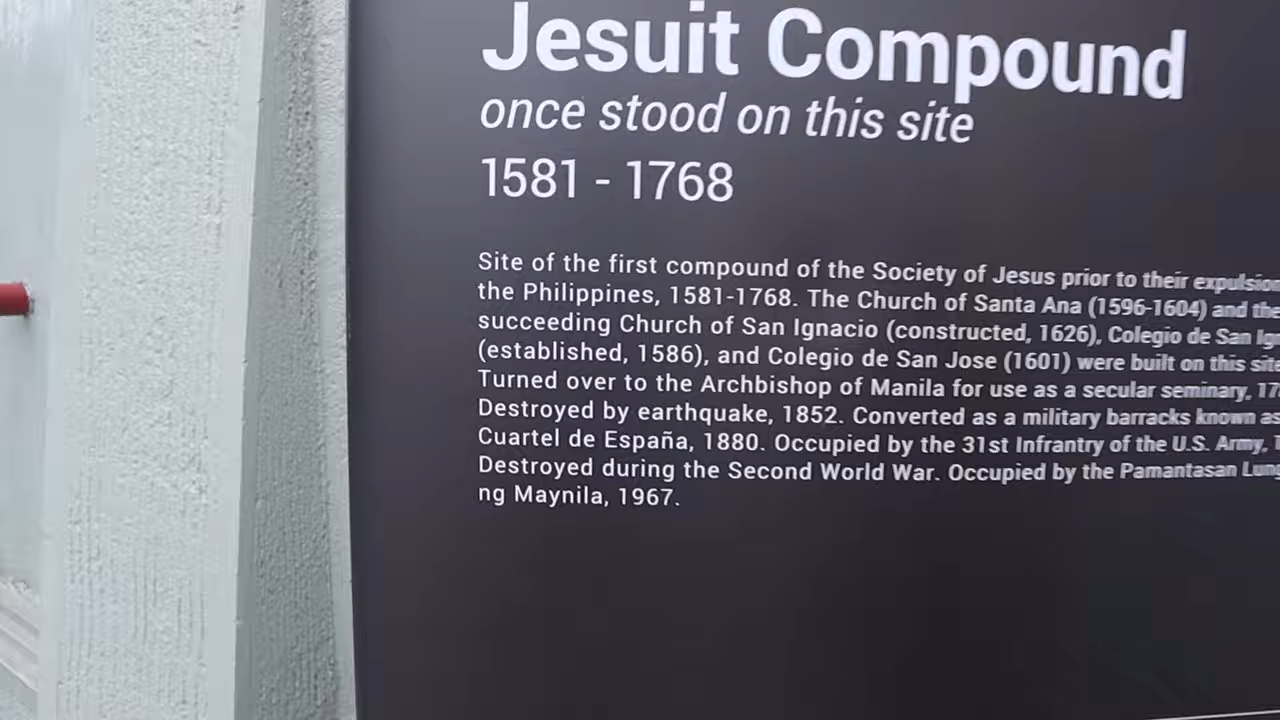 Jesuit Compound
once stood on this site
1581 - 1768
Site of the first compound of the Society of Jesus prior to their expulsion
the Philippines, 1581-1768. The Church of Santa Ana (1596-1604) and the
succeeding Church of San Ignacio (constructed, 1626), Colegio de San
(established, 1586), and Colegio de San Jose (1601) were built on this site
Turned over to the Archbishop of Manila for use as a secular seminary,
Destroyed by earthquake, 1852. Converted as a military barracks known as
Cuartel de España, 1880. Occupied by the 31st Infrantry of the U.S. Army,
Destroyed during the Second World War. Occupied by the Pamantasan
ng Maynila, 1967.